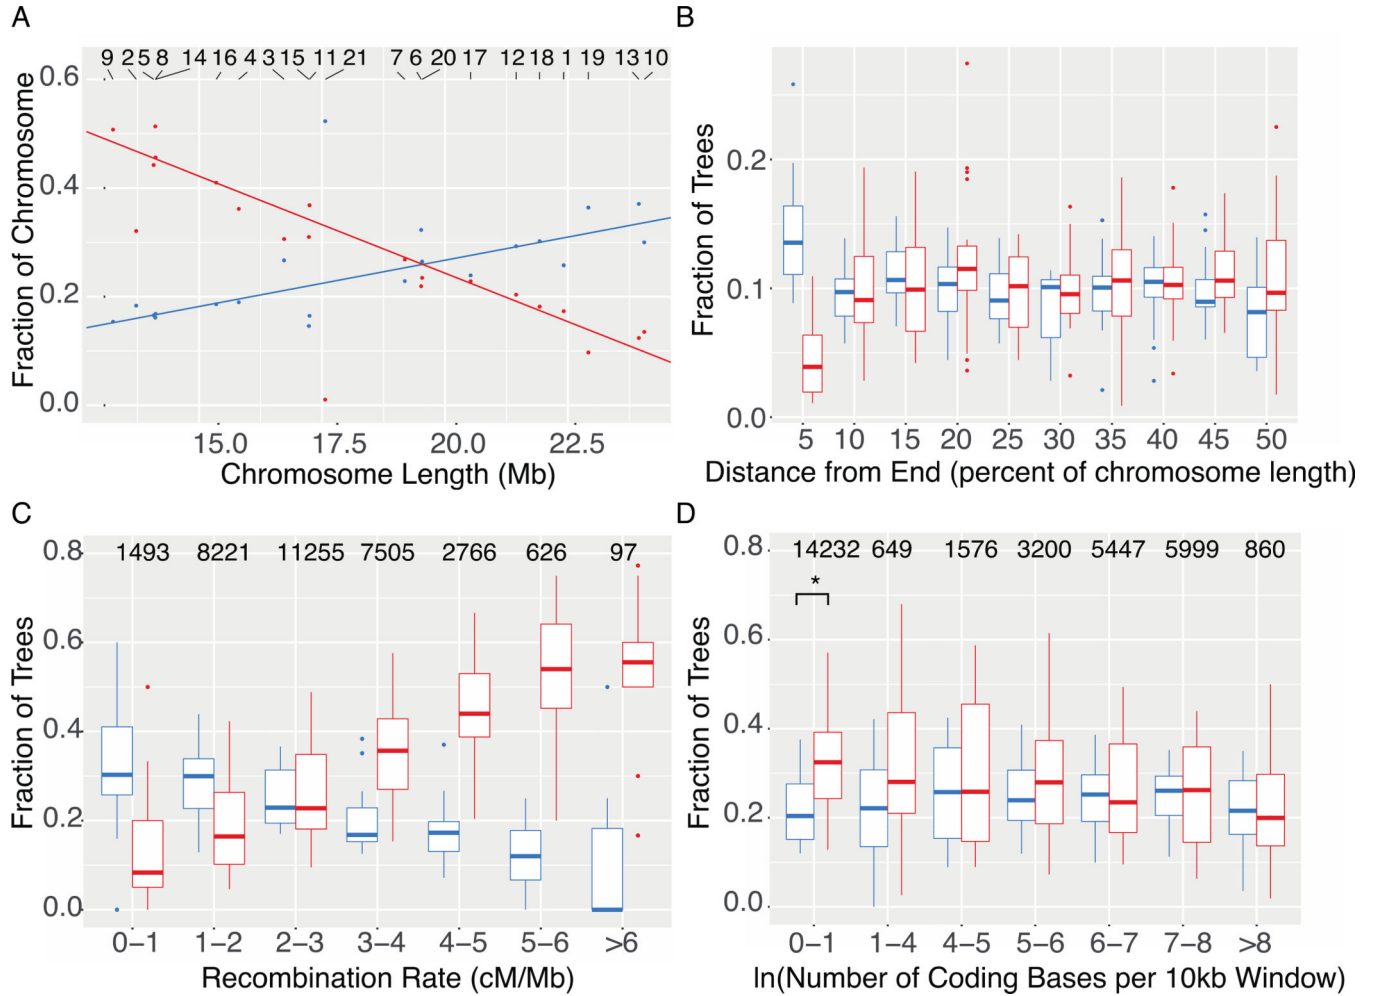 A
9 2 5 8 14 16 4 3 15 11 21 7 6 20 17 12 18 1 19 13 10
0.6
0.4
0.2
0.0
Fraction of Chromosome
15.0 17.5 20.0 22.5
Chromosome Length (Mb)
B
0.2
0.1
0.0
Fraction of Trees
5 10 15 20 25 30 35 40 45 50
Distance from End (percent of chromosome length)
C
0.8
1493 8221 11255 7505 2766 626 97
0.6
0.4
0.2
0.0
Fraction of Trees
0–1 1–2 2–3 3–4 4–5 5–6 >6
Recombination Rate (cM/Mb)
D
0.8
14232 649 1576 3200 5447 5999 860
*
0.6
0.4
0.2
0.0
Fraction of Trees
0–1 1–4 4–5 5–6 6–7 7–8 >8
ln(Number of Coding Bases per 10kb Window)